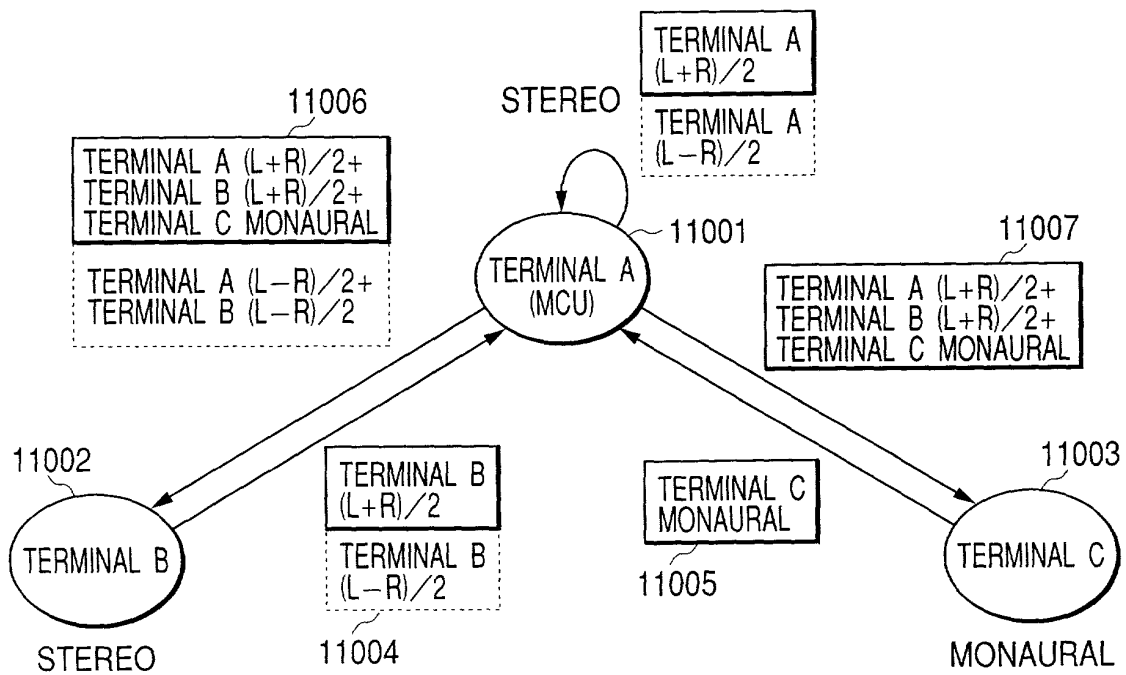 TERMINAL A
(L+R)/2
STEREO
TERMINAL A
(L−R)/2
11006
TERMINAL A (L+R)/2+
TERMINAL B (L+R)/2+
TERMINAL C MONAURAL
TERMINAL A (L−R)/2+
TERMINAL B (L−R)/2
11001
TERMINAL A
(MCU)
11007
TERMINAL A (L+R)/2+
TERMINAL B (L+R)/2+
TERMINAL C MONAURAL
11002
TERMINAL B
STEREO
TERMINAL B
(L+R)/2
TERMINAL B
(L−R)/2
11004
TERMINAL C
MONAURAL
11005
11003
TERMINAL C
MONAURAL